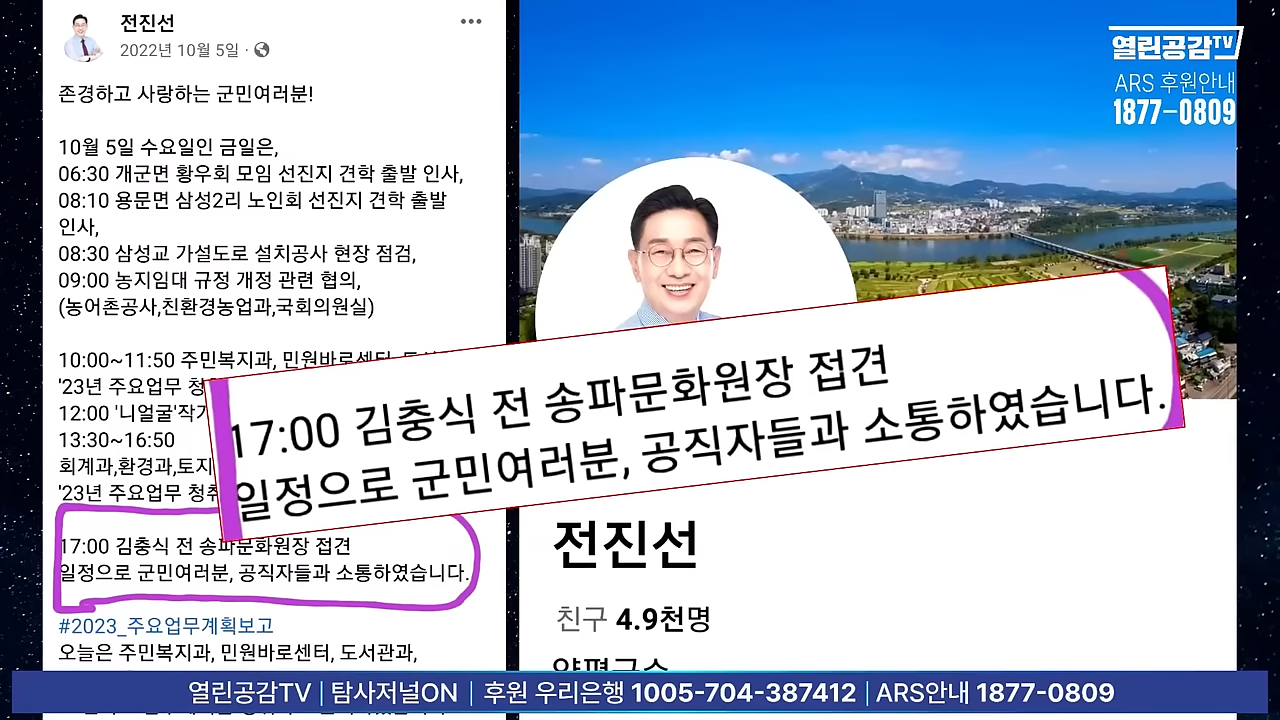 전진선
2022년 10월 5일 ·
존경하고 사랑하는 군민여러분!
10월 5일 수요일인 금일은,
06:30 개군면 황우회 모임 선진지 견학 출발 인사,
08:10 용문면 삼성2리 노인회 선진지 견학 출발
인사,
08:30 삼성교 가설도로 설치공사 현장 점검,
09:00 농지임대 규정 개정 관련 협의,
(농어촌공사,친환경농업과,국회의원실)
10:00~11:50 주민복지과, 민원바로센터,
'23년 주요업무
12:00 '니얼굴'작가
13:30~16:50
회계과,환경과,토지
'23년 주요업무 청취
17:00 김충식 전 송파문화원장 접견
일정으로 군민여러분, 공직자들과 소통하였습니다.
#2023_주요업무계획보고
오늘은 주민복지과, 민원바로센터, 도서관과,
17:00 김충식 전 송파문화원장 접견
일정으로 군민여러분, 공직자들과 소통하였습니다.
전진선
친구 4.9천명
양평군수
열린공감TV
ARS 후원안내
1877-0809
열린공감TV | 탐사저널ON | 후원 우리은행 1005-704-387412 | ARS안내 1877-0809